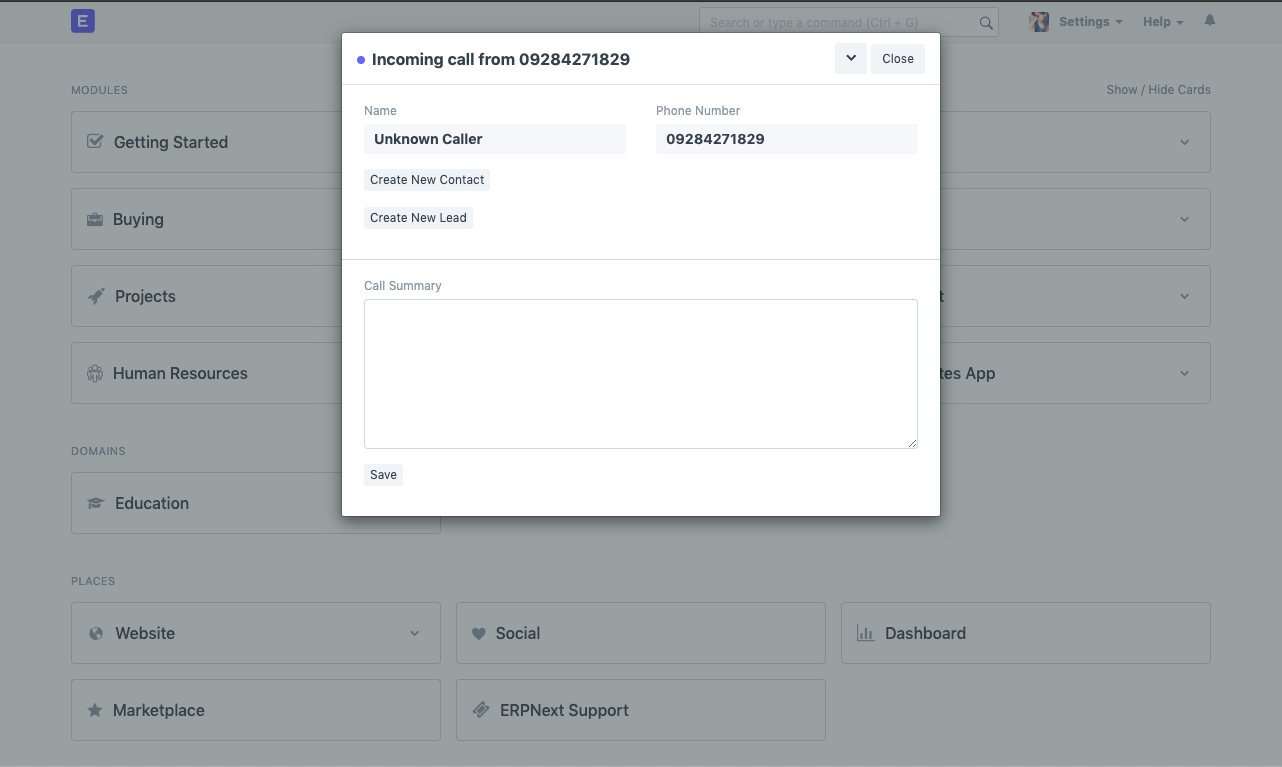 E
Search or type a command (Ctrl + G)
Settings
Help
Incoming call from 09284271829
Close
MODULES
Show / Hide Cards
Name
Phone Number
Unknown Caller
09284271829
Create New Contact
Create New Lead
Getting Started
Buying
Projects
Human Resources
tes App
Call Summary
Save
DOMAINS
Education
PLACES
Website
Social
Dashboard
Marketplace
ERPNext Support